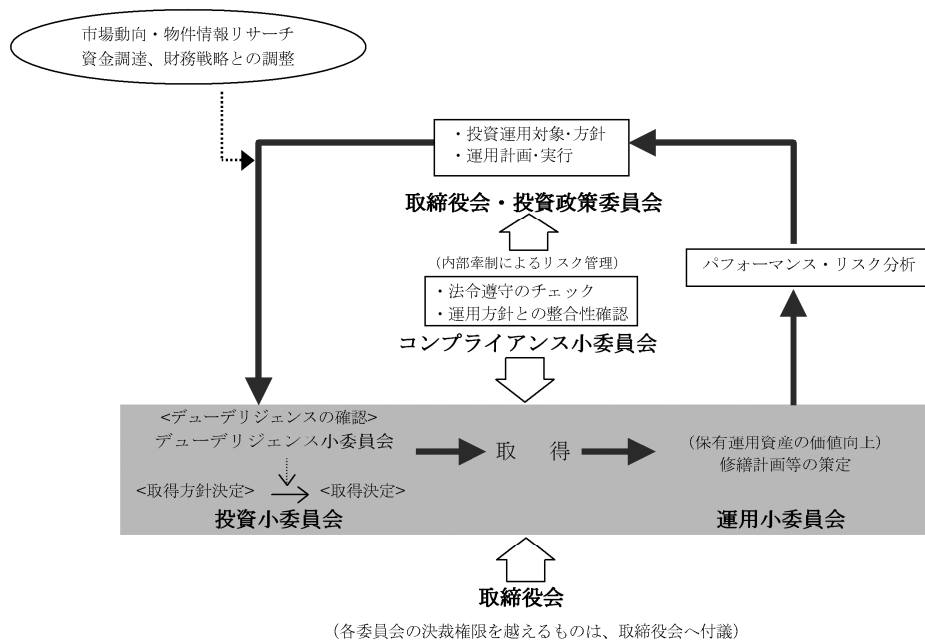 市場動向・物件情報リサーチ
資金調達、財務戦略との調整
・投資運用対象・方針
・運用計画・実行
取締役会・投資政策委員会
(内部牽制によるリスク管理)
・法令遵守のチェック
・運用方針との整合性確認
コンプライアンス小委員会
パフォーマンス・リスク分析
<デューデリジェンスの確認>
デューデリジェンス小委員会
<取得方針決定>
<取得決定>
投資小委員会
取　得
(保有運用資産の価値向上)
修繕計画等の策定
運用小委員会
取締役会
(各委員会の決裁権限を越えるものは、取締役会へ付議)